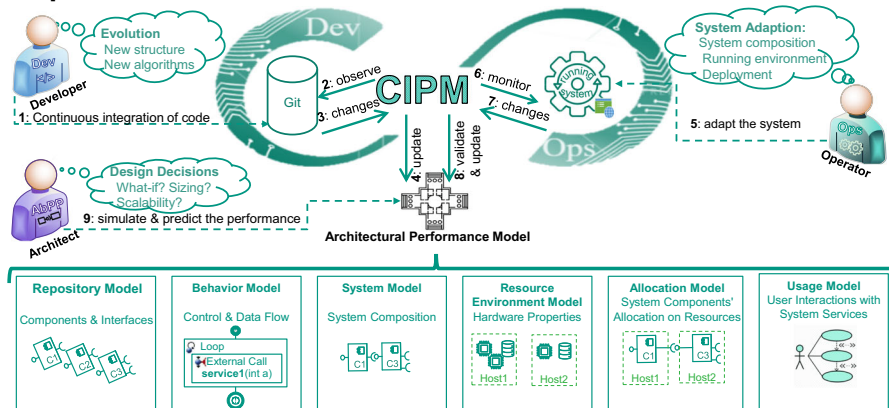 Dev
Evolution
New structure
New algorithms
Dev
</>
Developer
1: Continuous integration of code
Git
2: observe
3: changes
CIPM
6: monitor
7: changes
running
system
Ops
System Adaption:
System composition
Running environment
Deployment
5: adapt the system
Ops
Operator
4: update
8: validate
& update
Design Decisions
What-if? Sizing?
Scalability?
AbPP
Architect
9: simulate & predict the performance
Architectural Performance Model
Repository Model
Components & Interfaces
C1
C2
C3
Behavior Model
Control & Data Flow
Loop
External Call
service1(int a)
System Model
System Composition
C1
C3
Resource
Environment Model
Hardware Properties
Host1
Host2
Allocation Model
System Components'
Allocation on Resources
C1
C3
Host1
Host2
Usage Model
User Interactions with
System Services
«··»
«··»